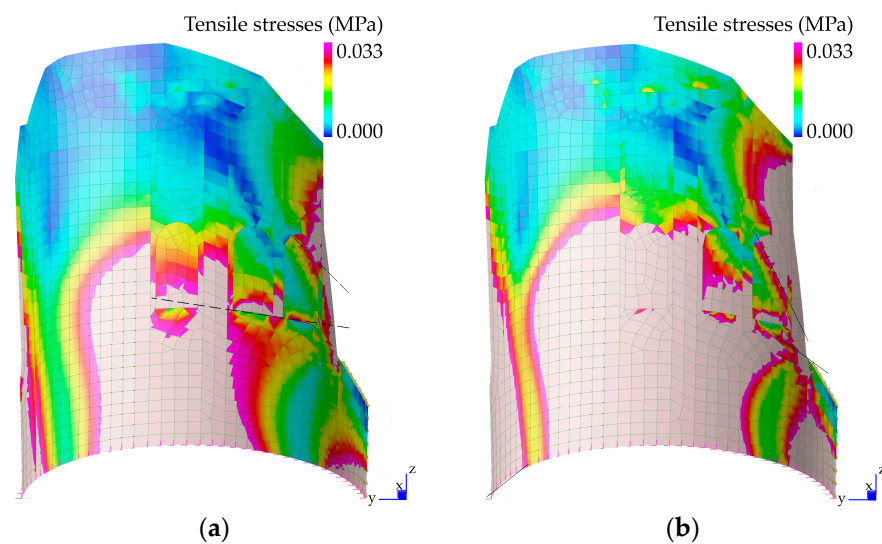 Tensile stresses (MPa)
0.033
0.000
z
x
y
(a)
Tensile stresses (MPa)
0.033
0.000
z
x
y
(b)